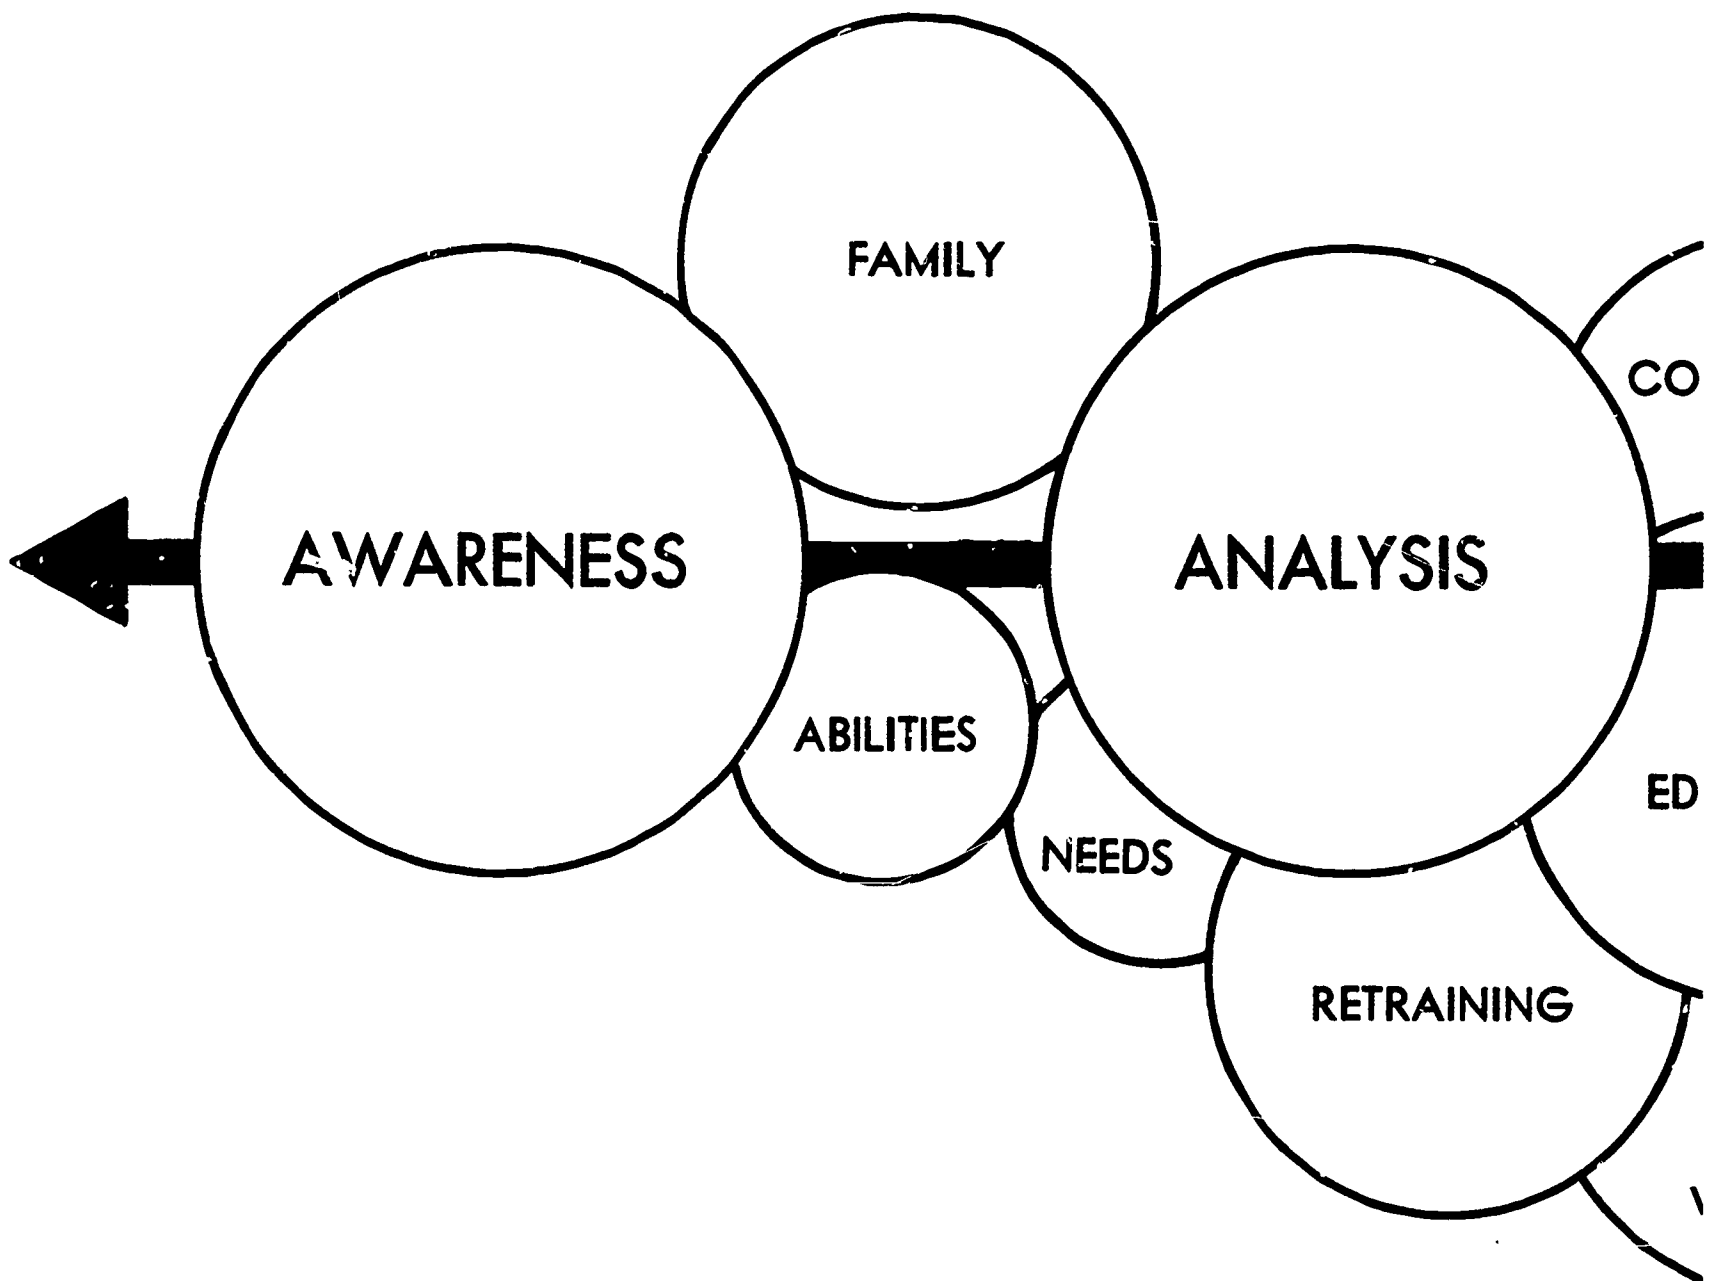 FAMILY
CO
AWARENESS
ANALYSIS
ABILITIES
ED
NEEDS
RETRAINING